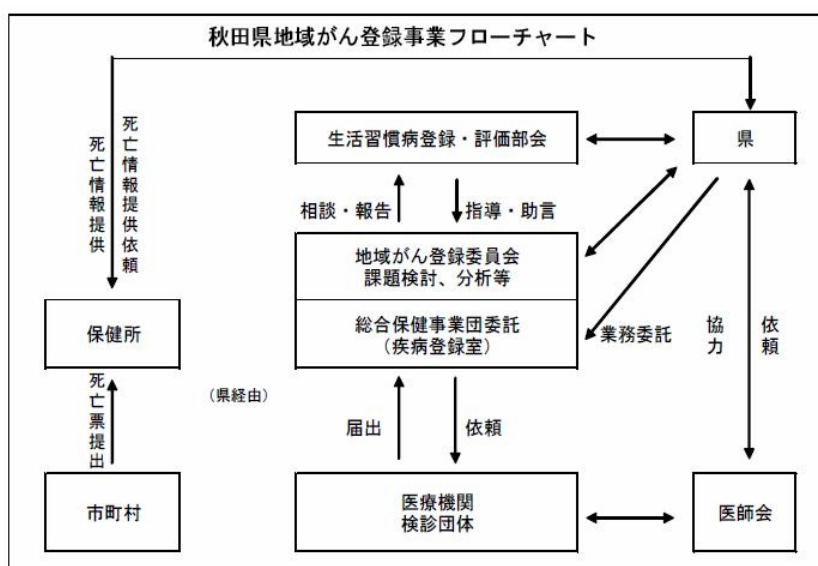 秋田県地域がん登録事業フローチャート
生活習慣病登録・評価部会
県
死亡情報提供
死亡情報提供依頼
相談・報告
指導・助言
地域がん登録委員会
課題検討、分析等
保健所
総合保健事業団委託
(疾病登録室)
業務委託
協力
依頼
死亡票提出
(県経由)
届出
依頼
市町村
医療機関
検診団体
医師会